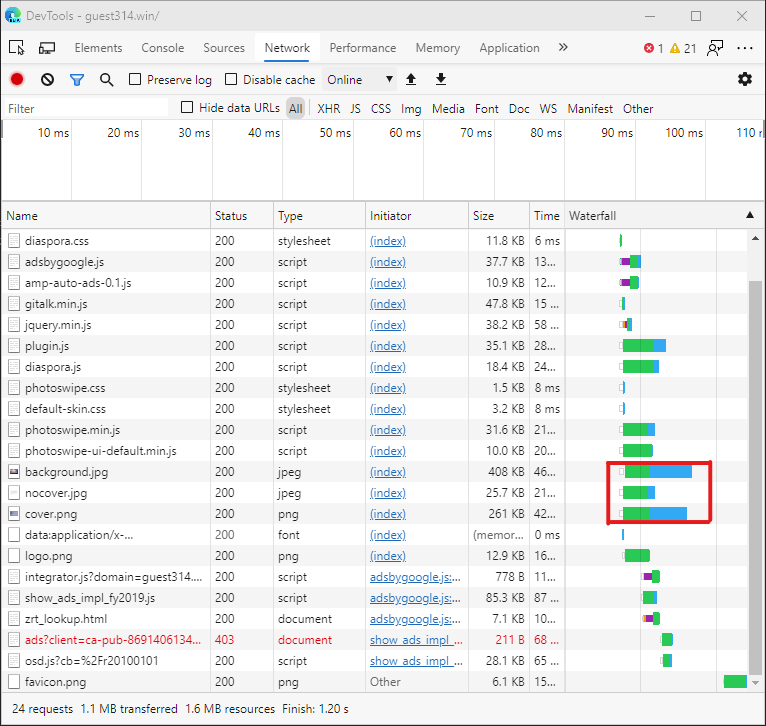 DevTools - guest314.win/
Elements Console Sources Network Performance Memory Application » 1 21
Preserve log Disable cache Online
Filter Hide data URLs All XHR JS CSS Img Media Font Doc WS Manifest Other
10 ms 20 ms 30 ms 40 ms 50 ms 60 ms 70 ms 80 ms 90 ms 100 ms 110
Name Status Type Initiator Size Time Waterfall
diaspora.css 200 stylesheet (index) 11.8 KB 6 ms
adsbygoogle.js 200 script (index) 37.7 KB 13...
amp-auto-ads-0.1.js 200 script (index) 10.9 KB 12...
gitalk.min.js 200 script (index) 47.8 KB 15 ...
jquery.min.js 200 script (index) 38.2 KB 58 ...
plugin.js 200 script (index) 35.1 KB 28...
diaspora.js 200 script (index) 18.4 KB 24...
photoswipe.css 200 stylesheet (index) 1.5 KB 8 ms
default-skin.css 200 stylesheet (index) 3.2 KB 8 ms
photoswipe.min.js 200 script (index) 31.6 KB 21...
photoswipe-ui-default.min.js 200 script (index) 10.0 KB 20...
background.jpg 200 jpeg (index) 408 KB 46...
nocover.jpg 200 jpeg (index) 25.7 KB 21...
cover.png 200 png (index) 261 KB 42...
data:application/x-... 200 font (index) (memor... 0 ms
logo.png 200 png (index) 12.9 KB 16...
integrator.js?domain=guest314.... 200 script adsbygoogle.js:... 778 B 11...
show_ads_impl_fy2019.js 200 script adsbygoogle.js:... 85.3 KB 87 ...
zrt_lookup.html 200 document adsbygoogle.js:... 7.1 KB 10...
ads?client=ca-pub-8691406134... 403 document show_ads_impl_... 211 B 68 ...
osd.js?cb=%2Fr20100101 200 script show_ads_impl_... 28.1 KB 65 ...
favicon.png 200 png Other 6.1 KB 15...
24 requests 1.1 MB transferred 1.6 MB resources Finish: 1.20 s